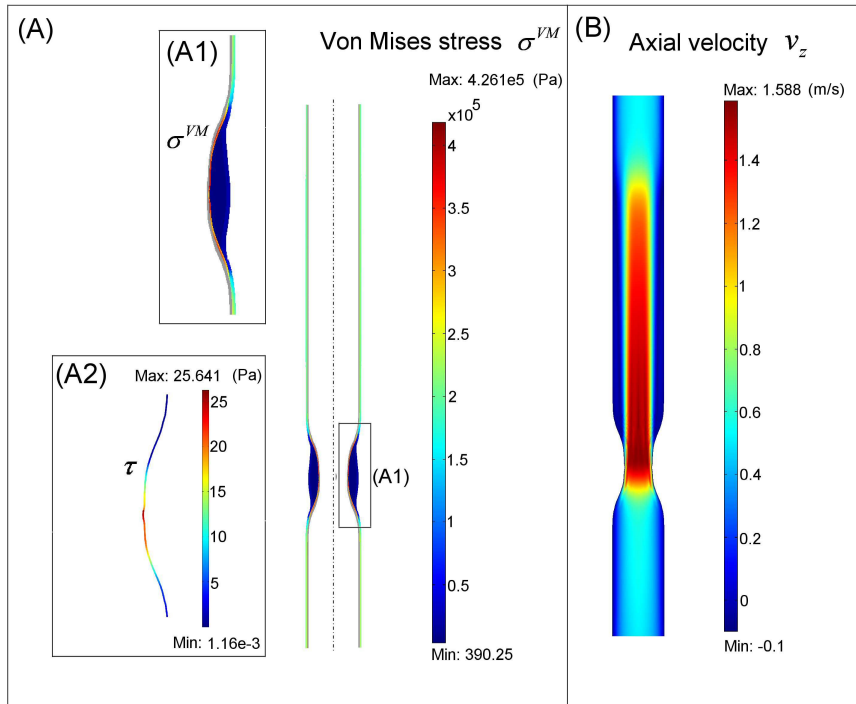 (A)
Von Mises stress σ^VM
(A1)
σ^VM
Max: 4.261e5 (Pa)
x10^5
4
3.5
3
2.5
2
1.5
1
0.5
Min: 390.25
(A1)
(A2)
Max: 25.641 (Pa)
τ
25
20
15
10
5
Min: 1.16e-3
(B)
Axial velocity v_z
Max: 1.588 (m/s)
1.4
1.2
1
0.8
0.6
0.4
0.2
0
Min: -0.1